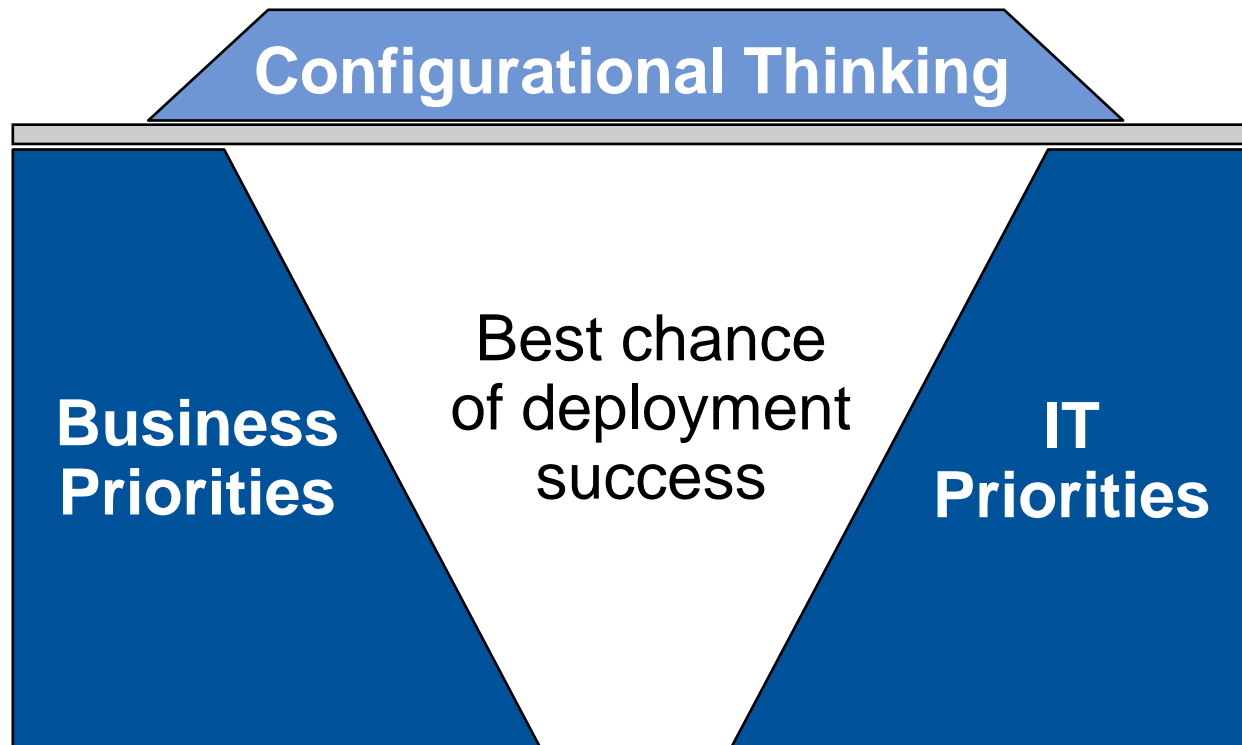 Configurational Thinking
Best chance
of deployment
success
Business
Priorities
IT
Priorities